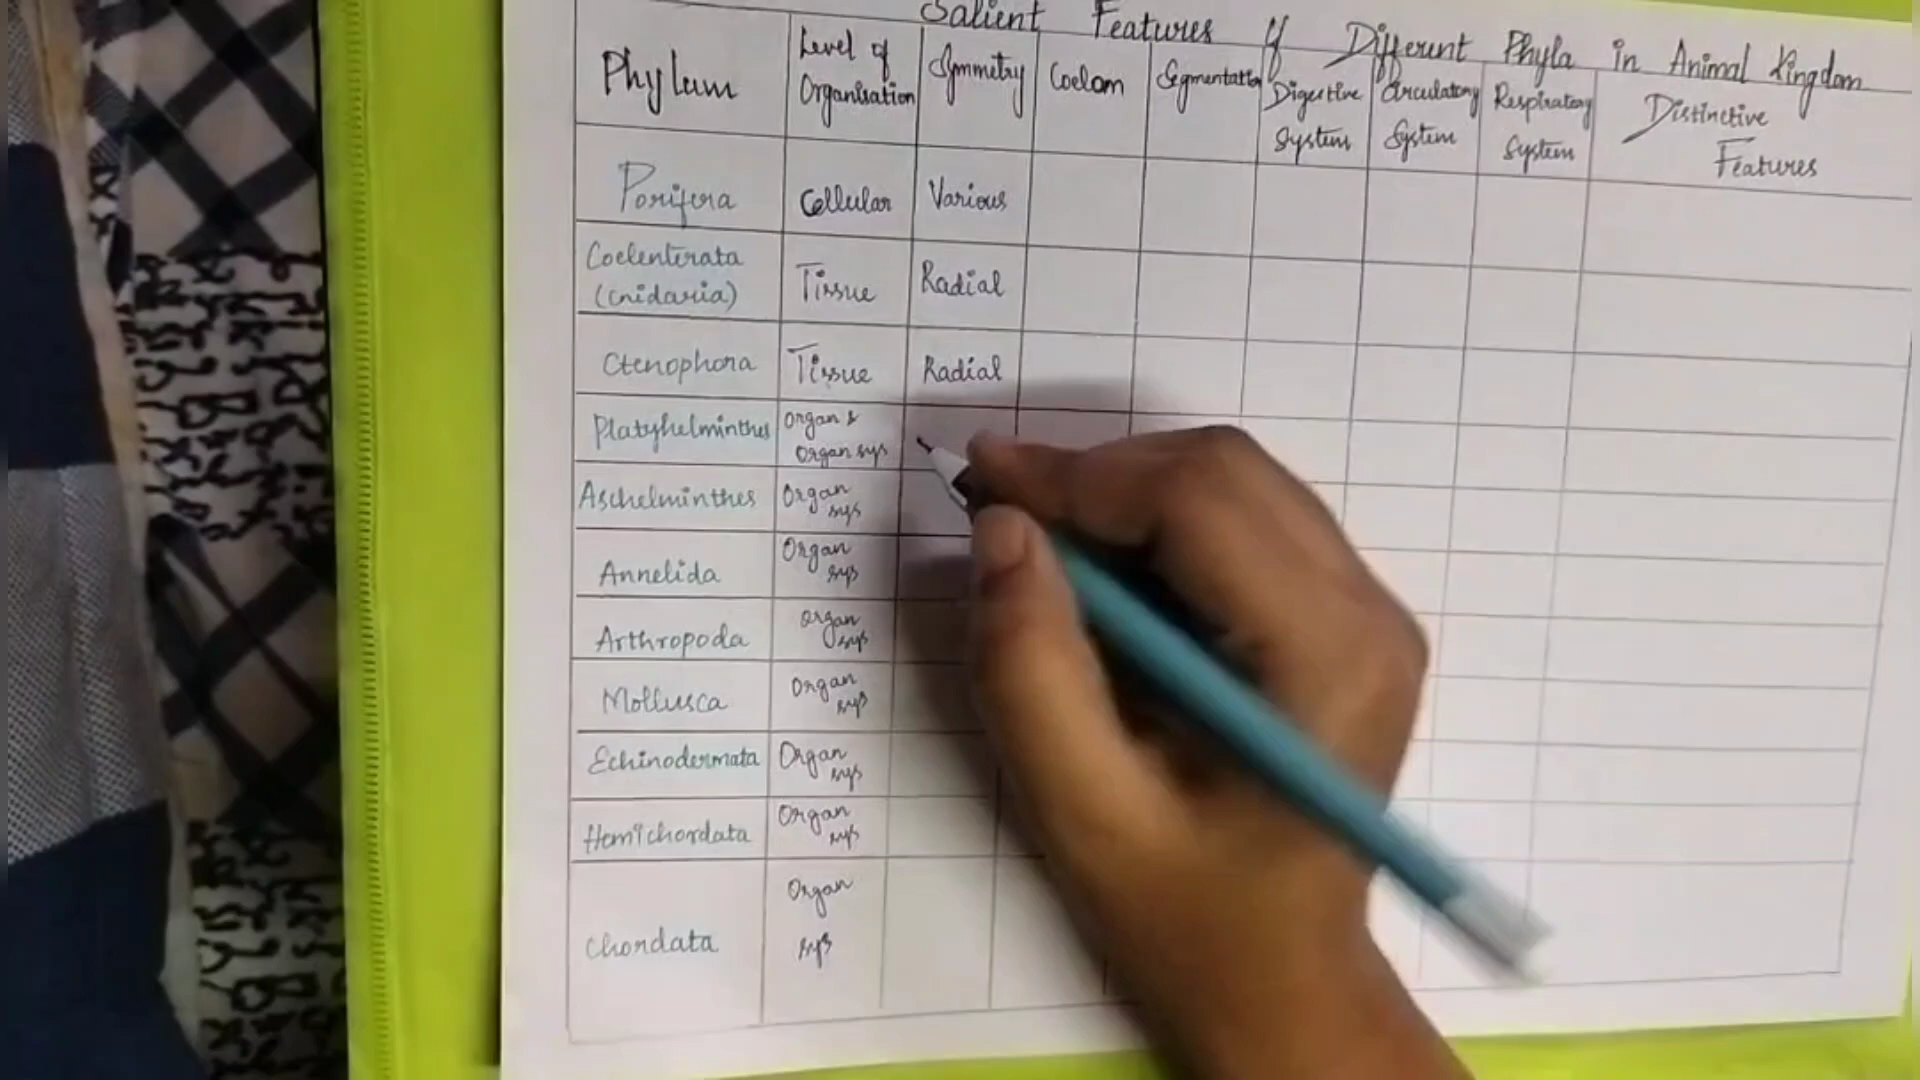 Salient Features of Different Phyla in Animal Kingdom
Phylum
Level of
Organisation
Symmetry
Coelom
Segmentation
Digestive
System
Circulatory
System
Respiratory
System
Distinctive
Features
Porifera
Cellular
Various
Coelenterata
(Cnidaria)
Tissue
Radial
Ctenophora
Tissue
Radial
Platyhelminthes
Organ &
Organ sys
Aschelminthes
Organ
sys
Annelida
Organ
sys
Arthropoda
Organ
sys
Mollusca
Organ
sys
Echinodermata
Organ
sys
Hemichordata
Organ
sys
Chordata
Organ
sys